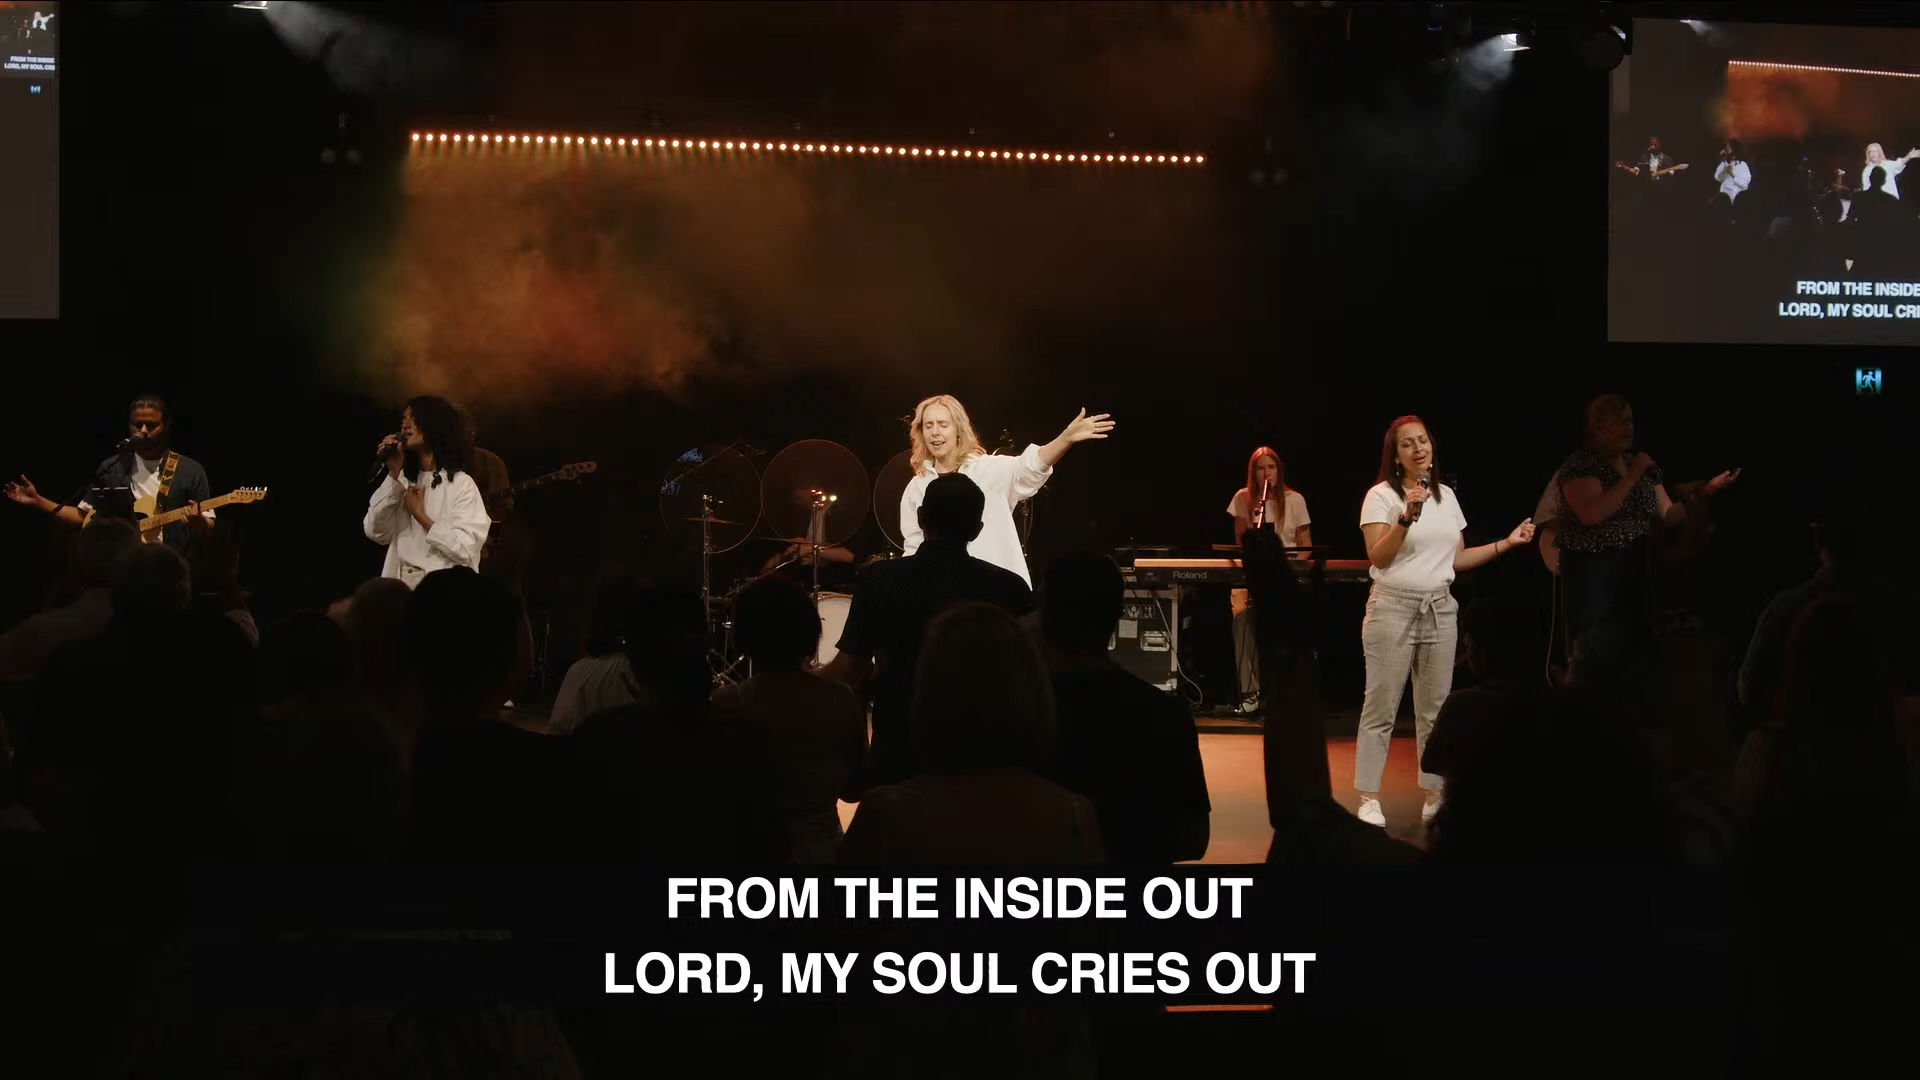 FROM THE INSIDE
LORD, MY SOUL CRI
Roland
FROM THE INSIDE OUT
LORD, MY SOUL CRIES OUT